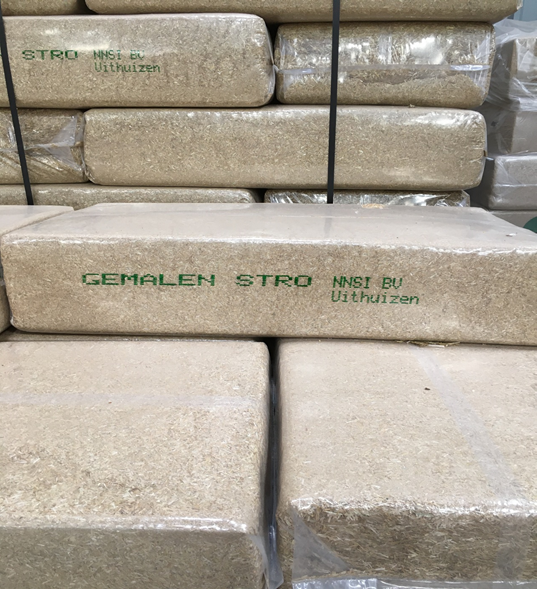 STRO NNSI BV
Uithuizen
GEMALEN STRO NNSI BV
Uithuizen